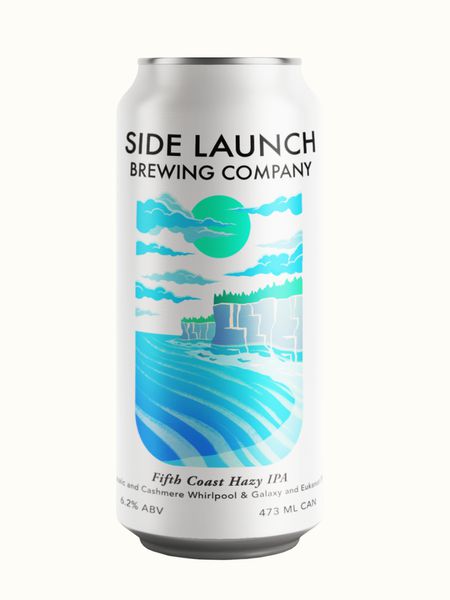 SIDE LAUNCH
BREWING COMPANY
Fifth Coast Hazy IPA
and Cashmere Whirlpool & Galaxy and
6.2% ABV
473 ML CAN